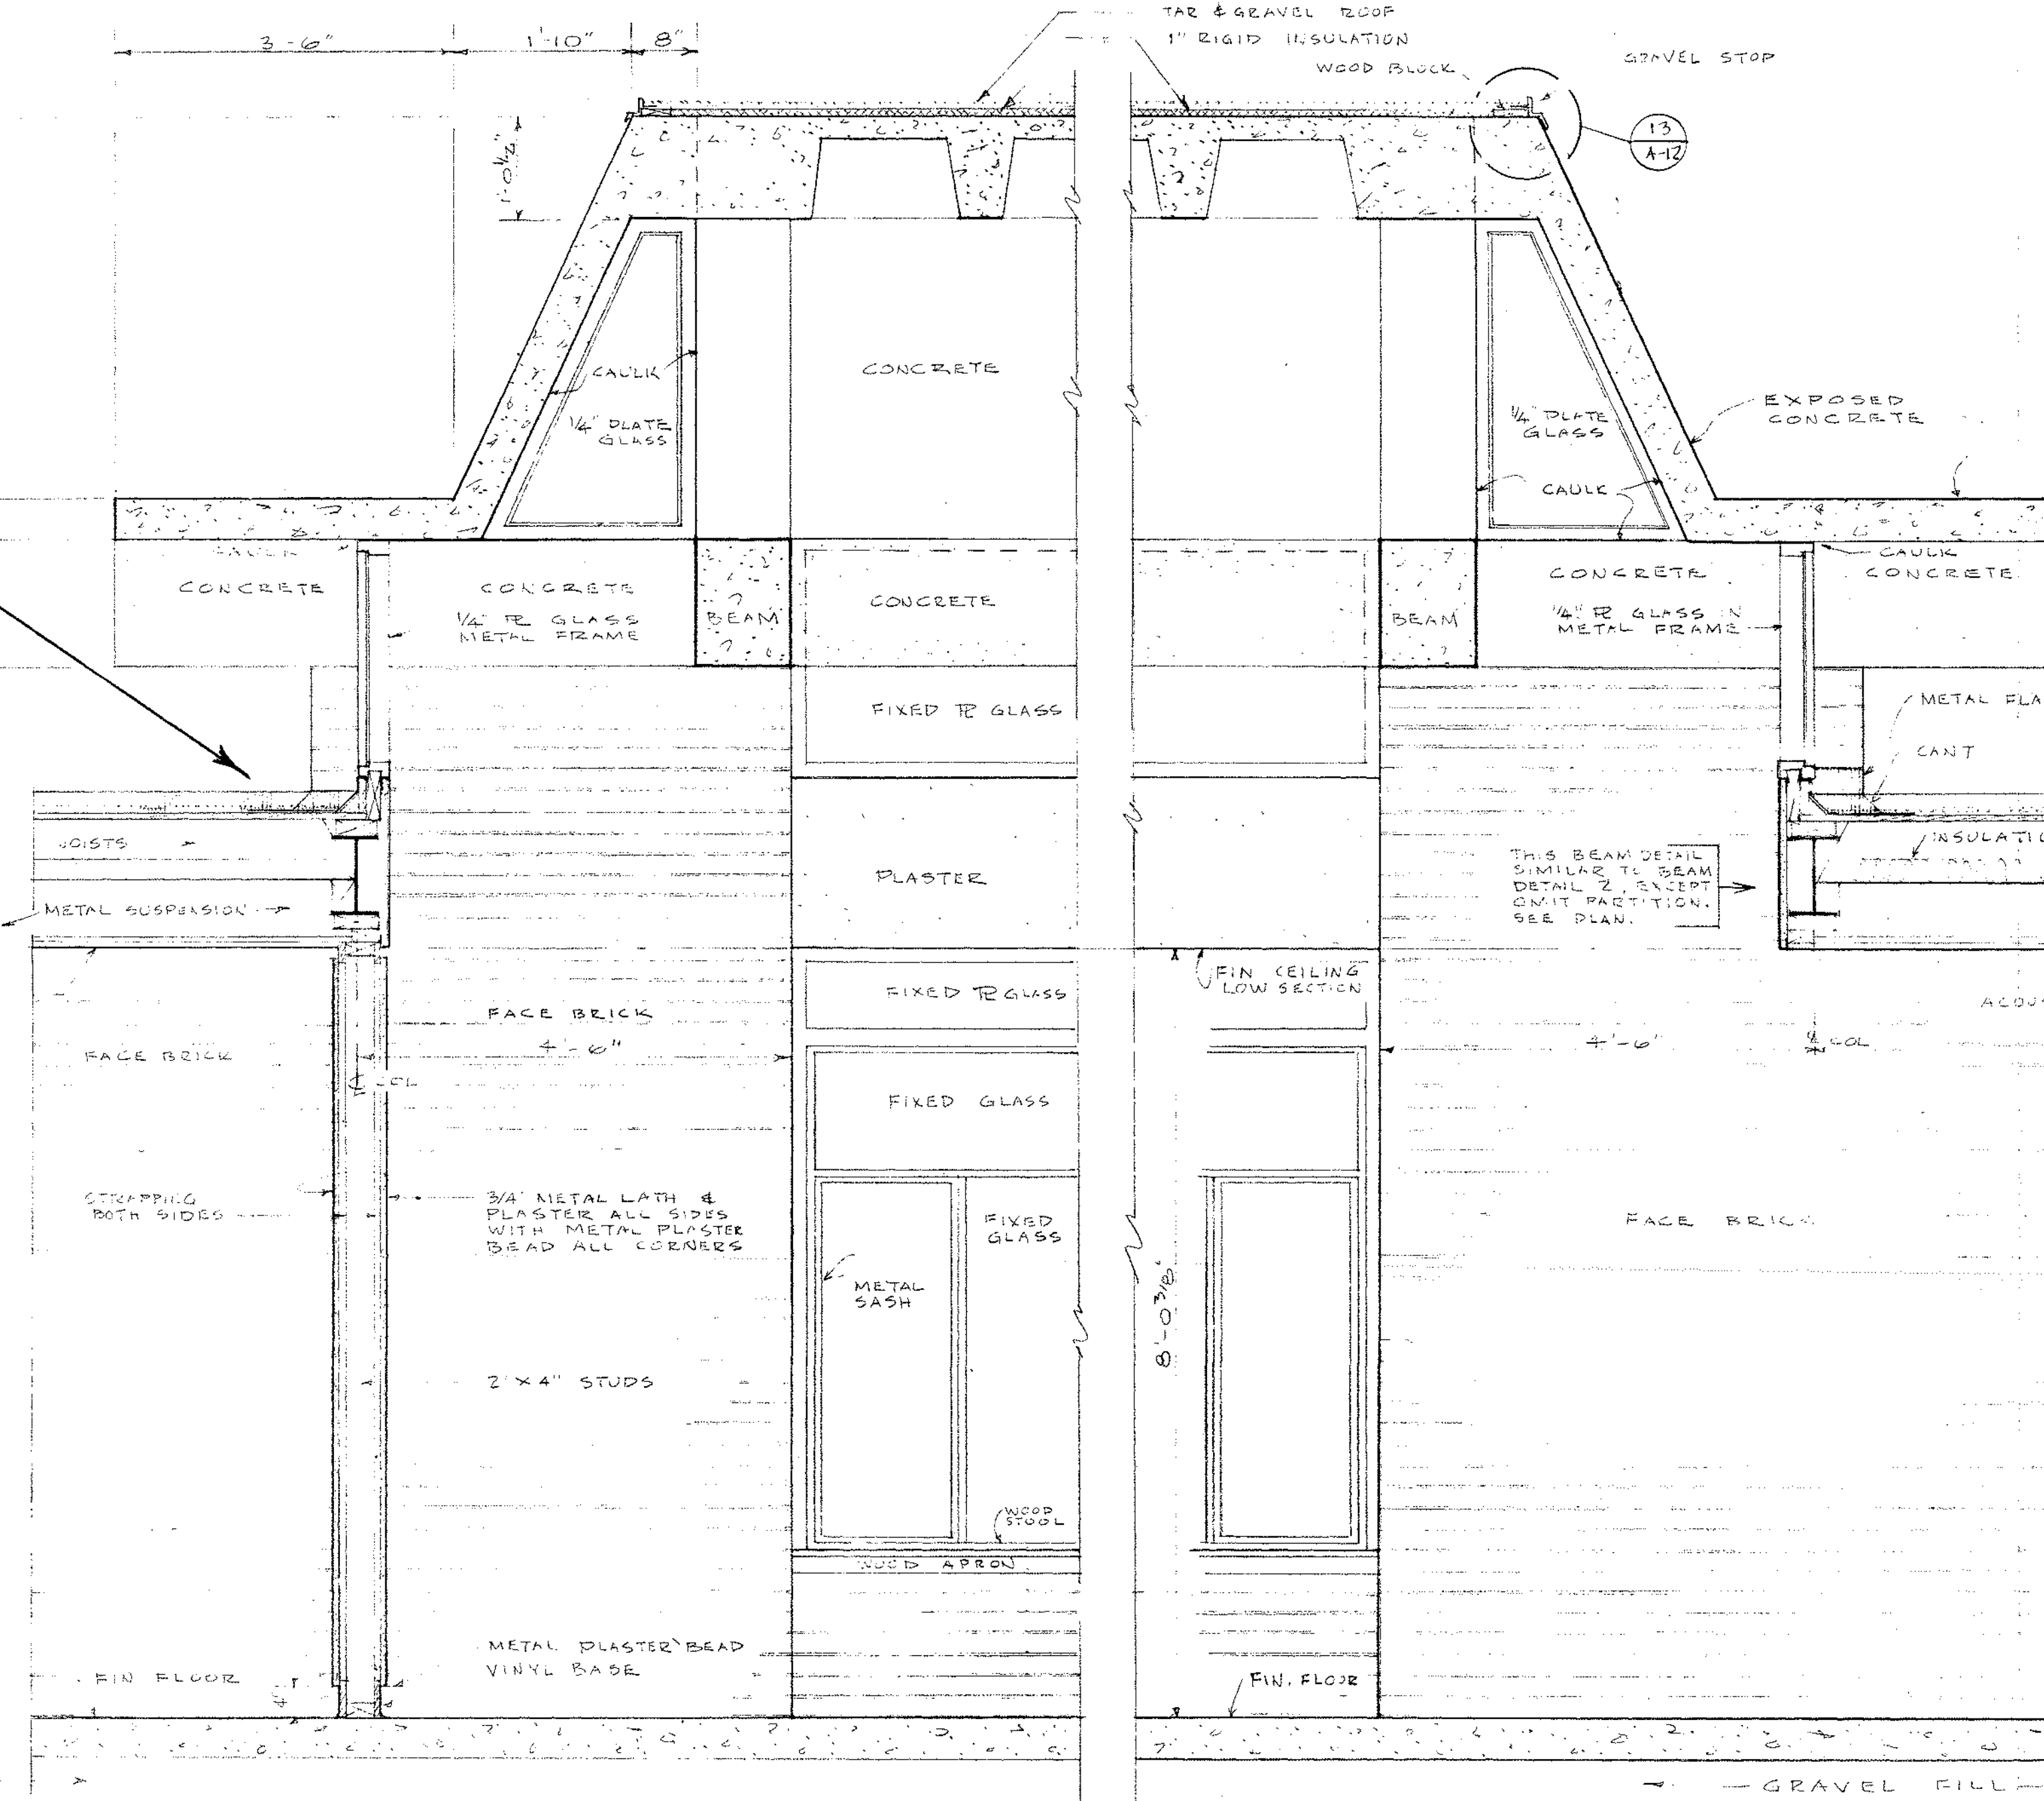 TAR & GRAVEL ROOF
3'-6" 1'-10" 8"
1" RIGID INSULATION
GRAVEL STOP
WOOD BLOCK
13
A-12
1'-0½"
CAULK
CONCRETE
¼" PLATE
GLASS
¼" PLATE
GLASS
EXPOSED
CONCRETE
CAULK
CAULK
CAULK
CONCRETE
CONCRETE
¼" PL GLASS
METAL FRAME
BEAM
CONCRETE
BEAM
CONCRETE
¼" PL GLASS IN
METAL FRAME
CONCRETE
FIXED PL GLASS
METAL FLA
CANT
JOISTS
METAL SUSPENSION
PLASTER
THIS BEAM DETAIL
SIMILAR TO BEAM
DETAIL 2, EXCEPT
OMIT PARTITION.
SEE PLAN.
INSULATIO
FIN CEILING
LOW SECTION
FIXED PL GLASS
ACOUS
FACE BRICK
4'-6"
FACE BRICK
COL
4'-6"
COL
FIXED GLASS
STRAPPING
BOTH SIDES
3/4" METAL LATH &
PLASTER ALL SIDES
WITH METAL PLASTER
BEAD ALL CORNERS
FIXED
GLASS
FACE BRICK
METAL
SASH
8'-0 3/8"
2"X4" STUDS
WOOD
STOOL
WOOD APRON
METAL PLASTER BEAD
VINYL BASE
FIN FLOOR
FIN. FLOOR
GRAVEL FILL